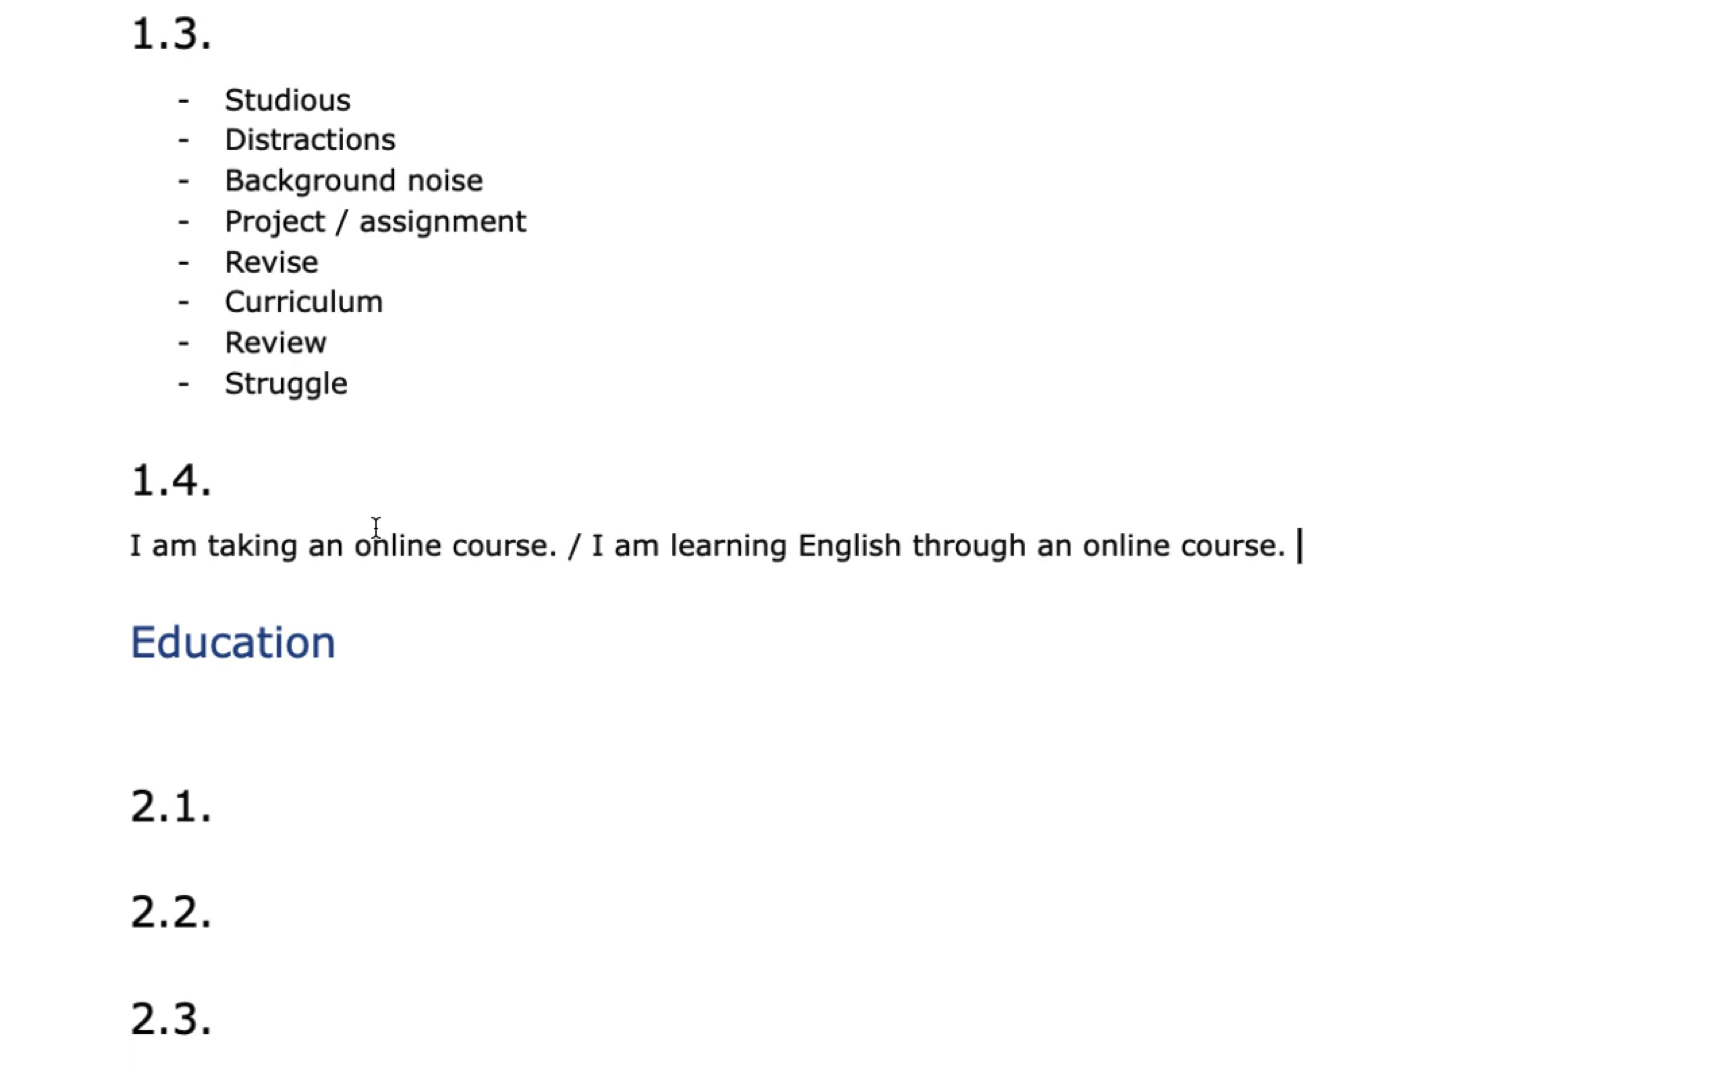 1.3.
- Studious
- Distractions
- Background noise
- Project / assignment
- Revise
- Curriculum
- Review
- Struggle
1.4.
I am taking an online course. / I am learning English through an online course.
Education
2.1.
2.2.
2.3.